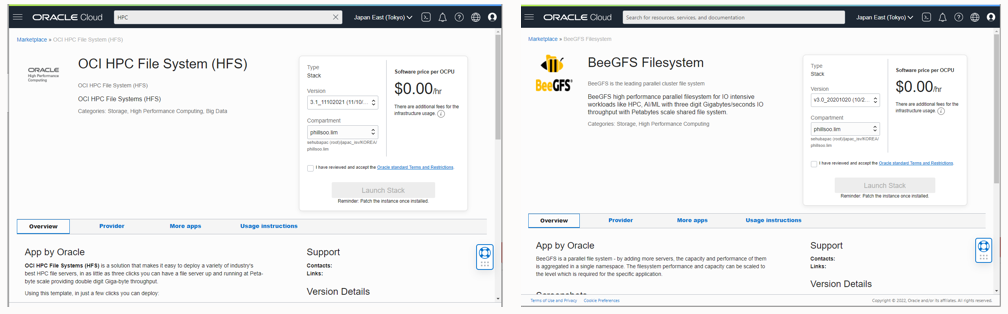 ORACLE Cloud
HPC
Japan East (Tokyo)
Marketplace » OCI HPC File System (HFS)
ORACLE
High Performance
Computing
OCI HPC File System (HFS)
OCI HPC File System (HFS)
OCI HPC File Systems (HFS)
Categories: Storage, High Performance Computing, Big Data
Type
Stack
Version
3.1_11102021 (11/10/...
Compartment
philsoo.lim
Software price per OCPU
$0.00/hr
There are additional fees for the
infrastructure usage.
I have reviewed and accept the Oracle standard Terms and Restrictions.
Launch Stack
Reminder: Patch the instance once installed.
Overview
Provider
More apps
Usage instructions
App by Oracle
OCI HPC File Systems (HFS) is a solution that makes it easy to deploy a variety of industry's
best HPC file servers, in as little as three clicks you can have a file server up and running at Peta-
byte scale providing double digit Giga-byte throughput.
Using this template, in just a few clicks you can deploy:
Support
Contacts:
Links:
Version Details
ORACLE Cloud
Search for resources, services, and documentation
Japan East (Tokyo)
Marketplace » BeeGFS Filesystem
BeeGFS
BeeGFS Filesystem
BeeGFS is the leading parallel cluster file system
BeeGFS high performance parallel filesystem for IO intensive
workloads like HPC, AI/ML with three digit Gigabytes/seconds IO
throughput, with Petabytes scale shared file system.
Categories: Storage, High Performance Computing
Type
Stack
Version
v3.0_20201020 (10/2...
Compartment
philsoo.lim
Software price per OCPU
$0.00/hr
There are additional fees for the
infrastructure usage.
I have reviewed and accept the Oracle standard Terms and Restrictions.
Launch Stack
Reminder: Patch the instance once installed.
Overview
Provider
More apps
Usage instructions
App by Oracle
BeeGFS is a parallel file system - by adding more servers, the capacity and performance of them
is aggregated in a single namespace. The filesystem performance and capacity can be scaled to
the level which is required for the specific application.
Screenshots
Support
Contacts:
Links:
Version Details
Terms of Use and Privacy
Cookie Preferences
Copyright © 2022, Oracle and/or its affiliates. All rights reserved.